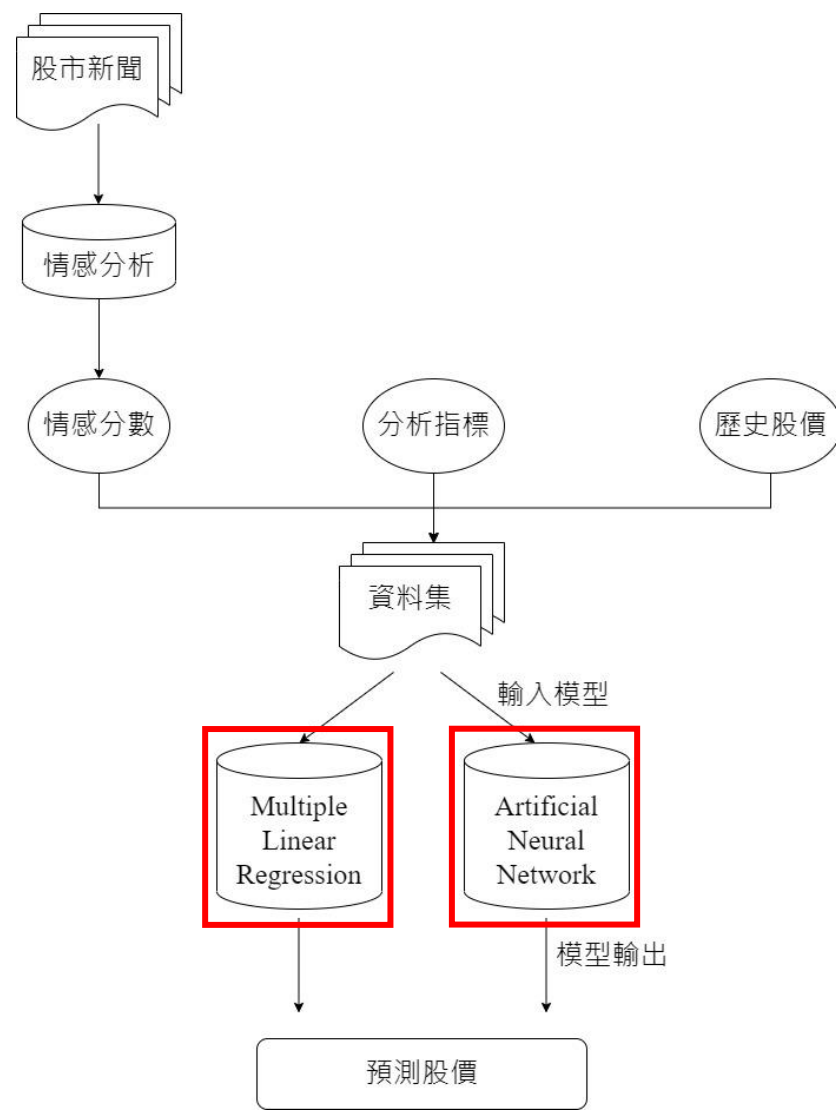 股市新聞
情感分析
情感分數
分析指標
歷史股價
資料集
輸入模型
Multiple
Linear
Regression
Artificial
Neural
Network
模型輸出
預測股價